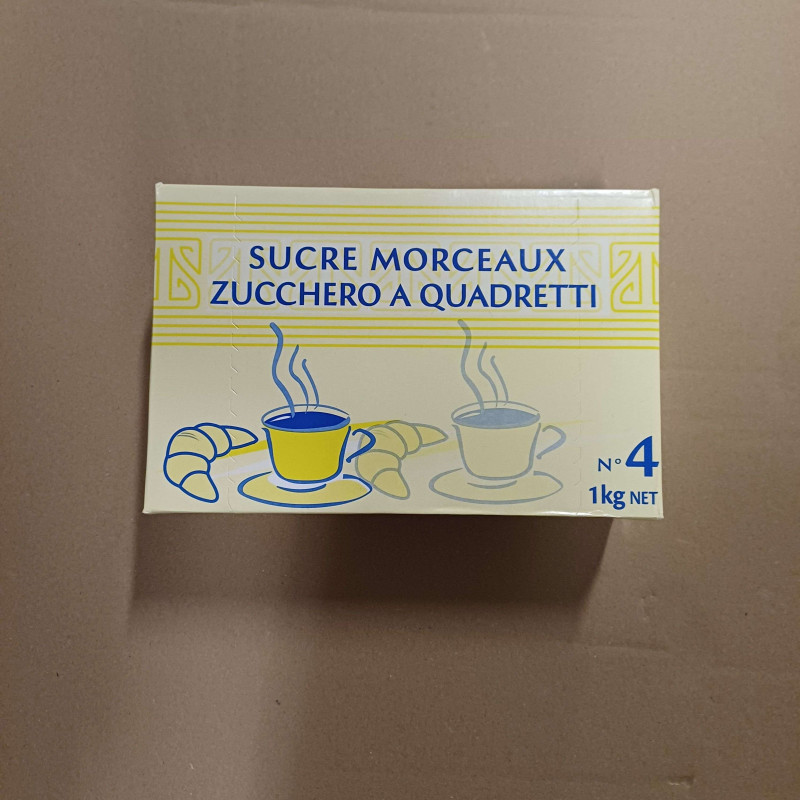 SUCRE MORCEAUX
ZUCCHERO A QUADRETTI
N° 4
1kg NET